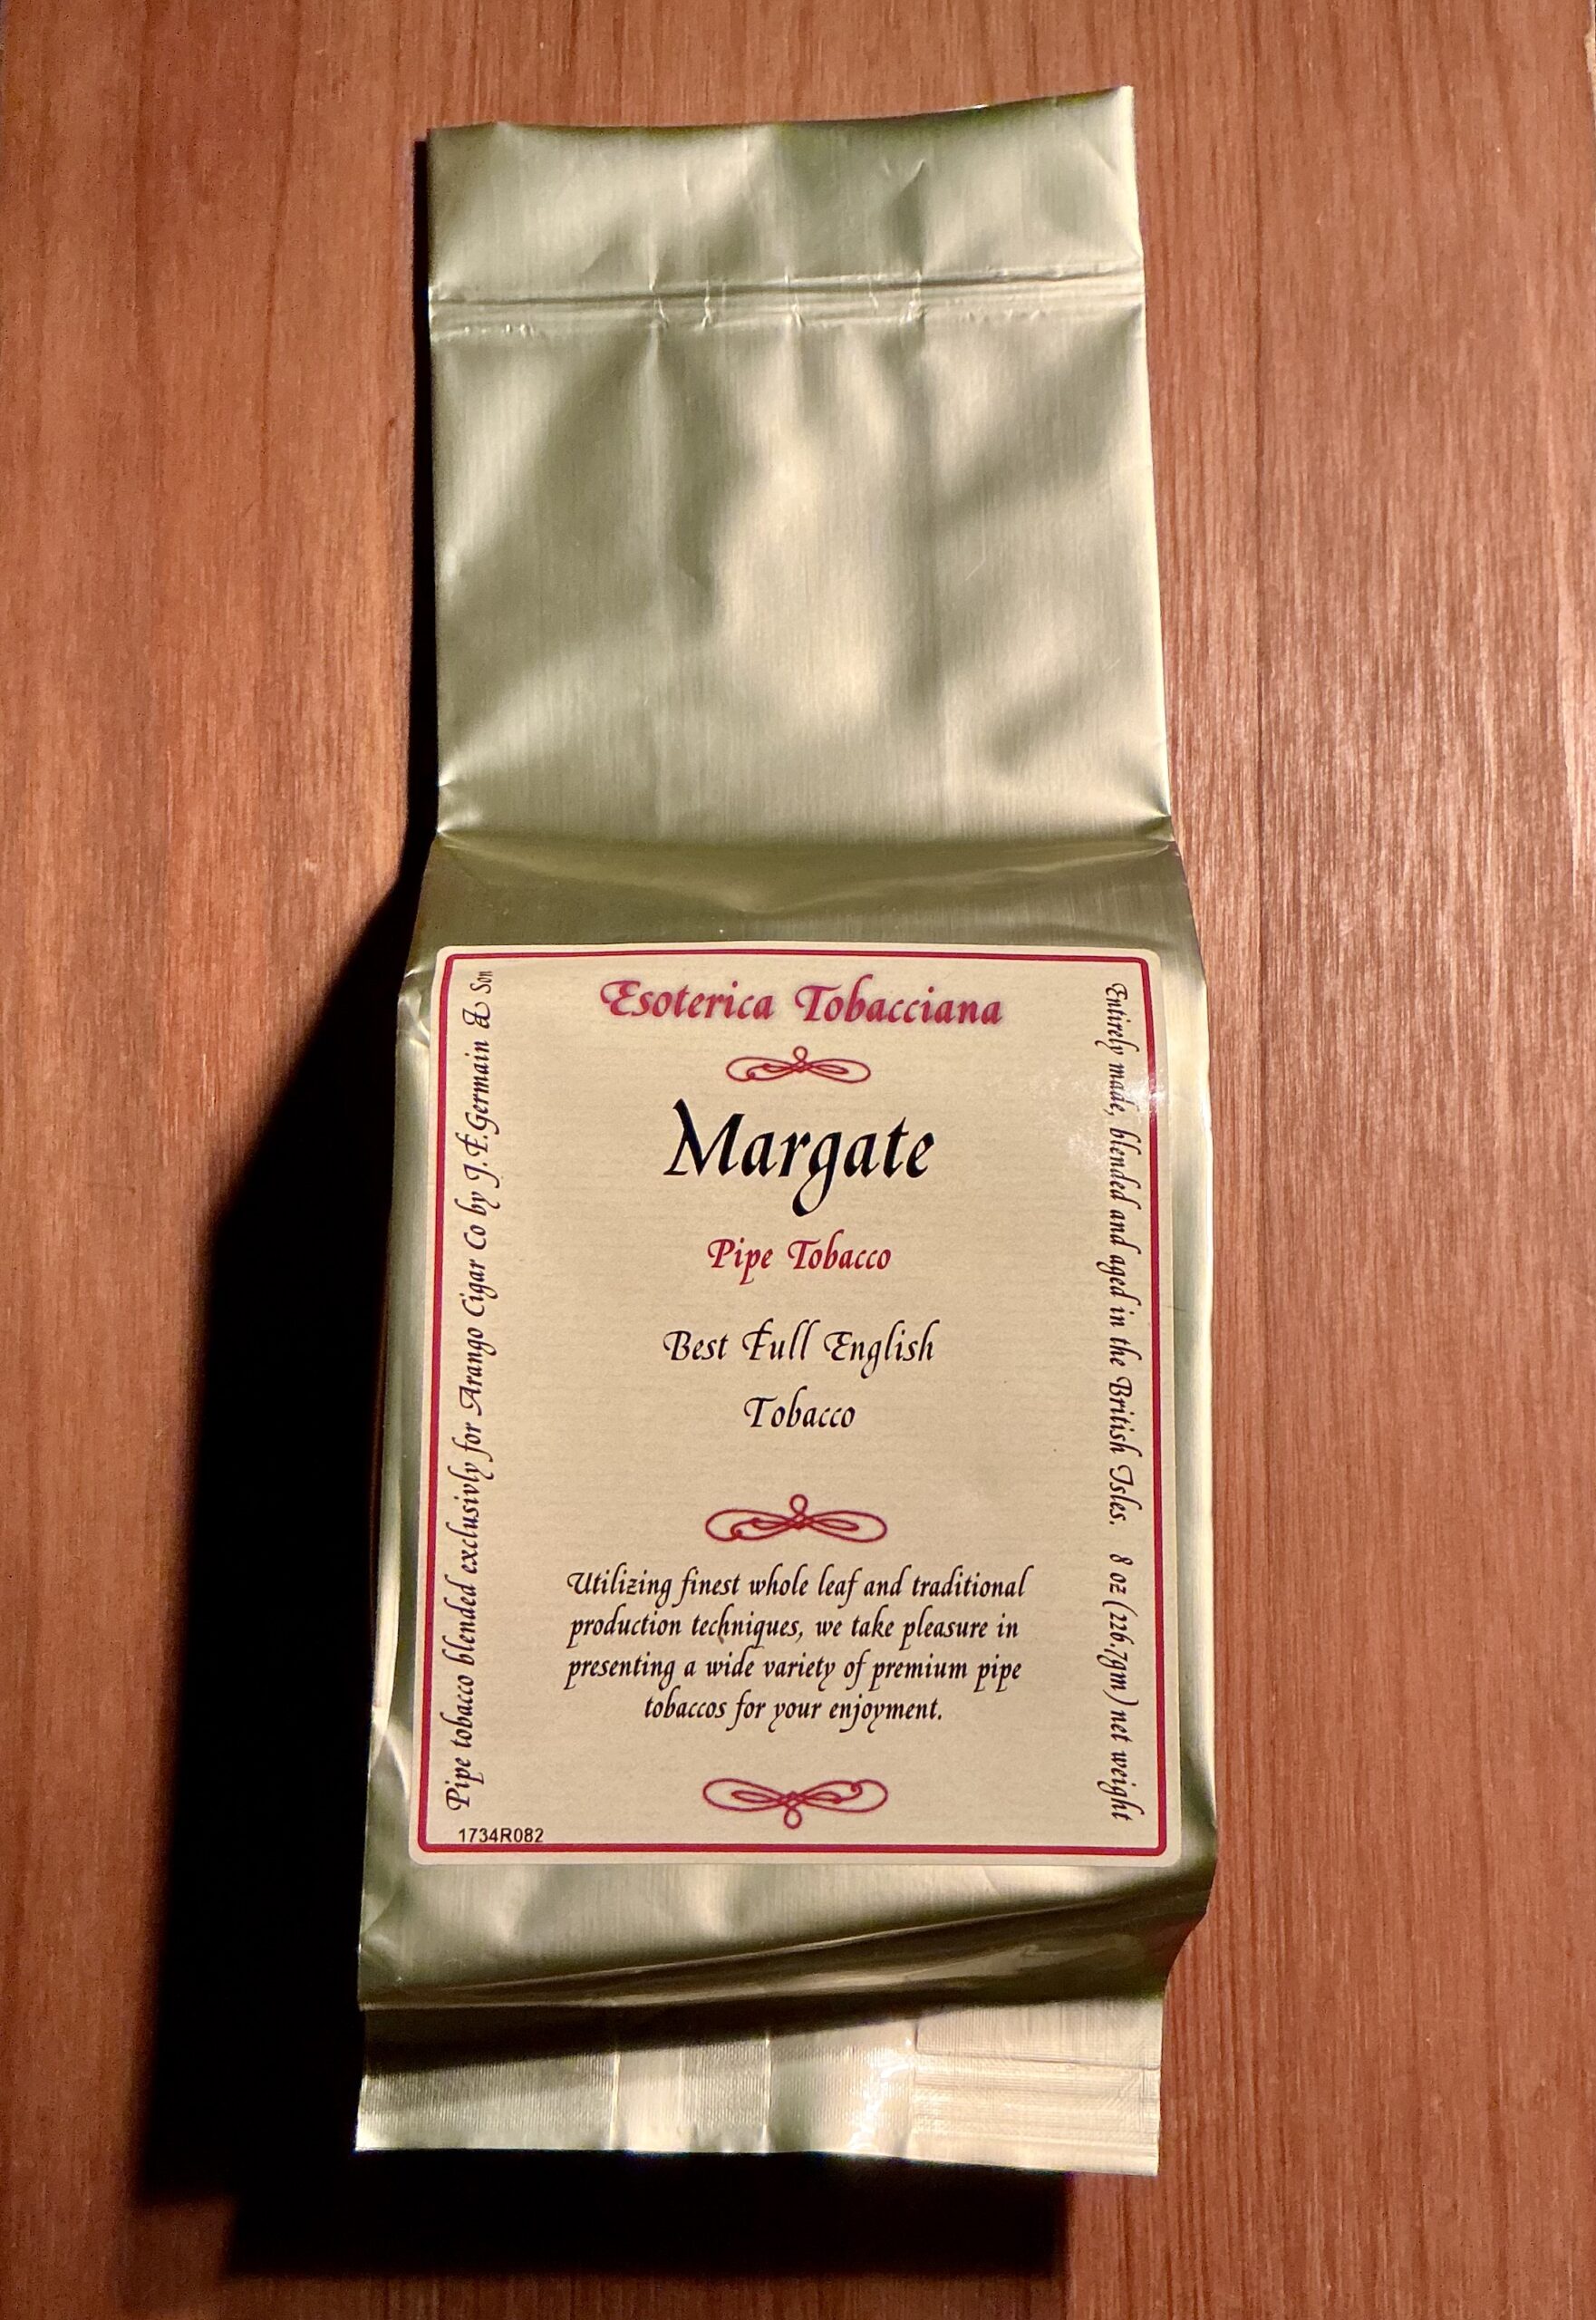 Esoterica Tobacciana
Margate
Pipe Tobacco
Best Full English
Tobacco
Utilizing finest whole leaf and traditional
production techniques, we take pleasure in
presenting a wide variety of premium pipe
tobaccos for your enjoyment.
Pipe tobacco blended exclusivly for Arango Cigar Co by J.F.Germain & Son
Entirely made, blended and aged in the British Isles. 8 oz (226.7gm) net weight
1734R082